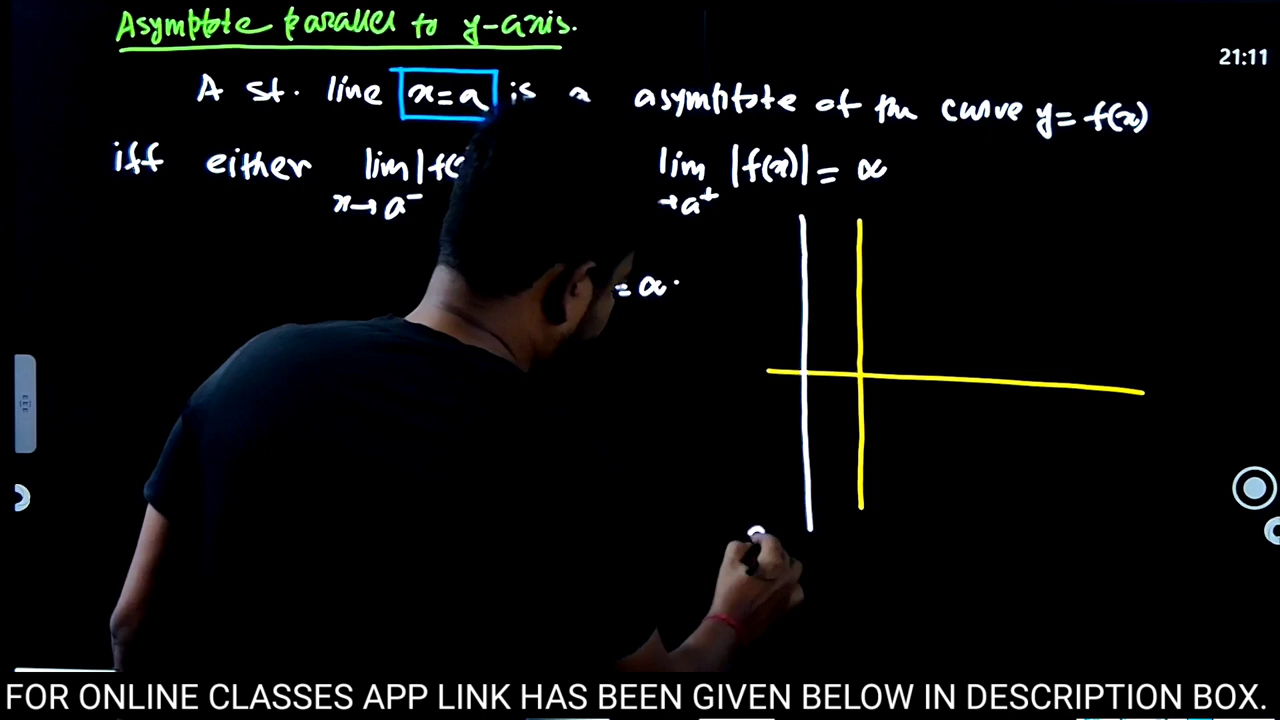 Asymptote parallel to y-axis.
21:11
A st. line x=a is a asymptote of the curve y= f(x)
iff either lim |f( lim |f(x)| = ∞
x→a⁻ →a⁺
= ∞.
FOR ONLINE CLASSES APP LINK HAS BEEN GIVEN BELOW IN DESCRIPTION BOX.